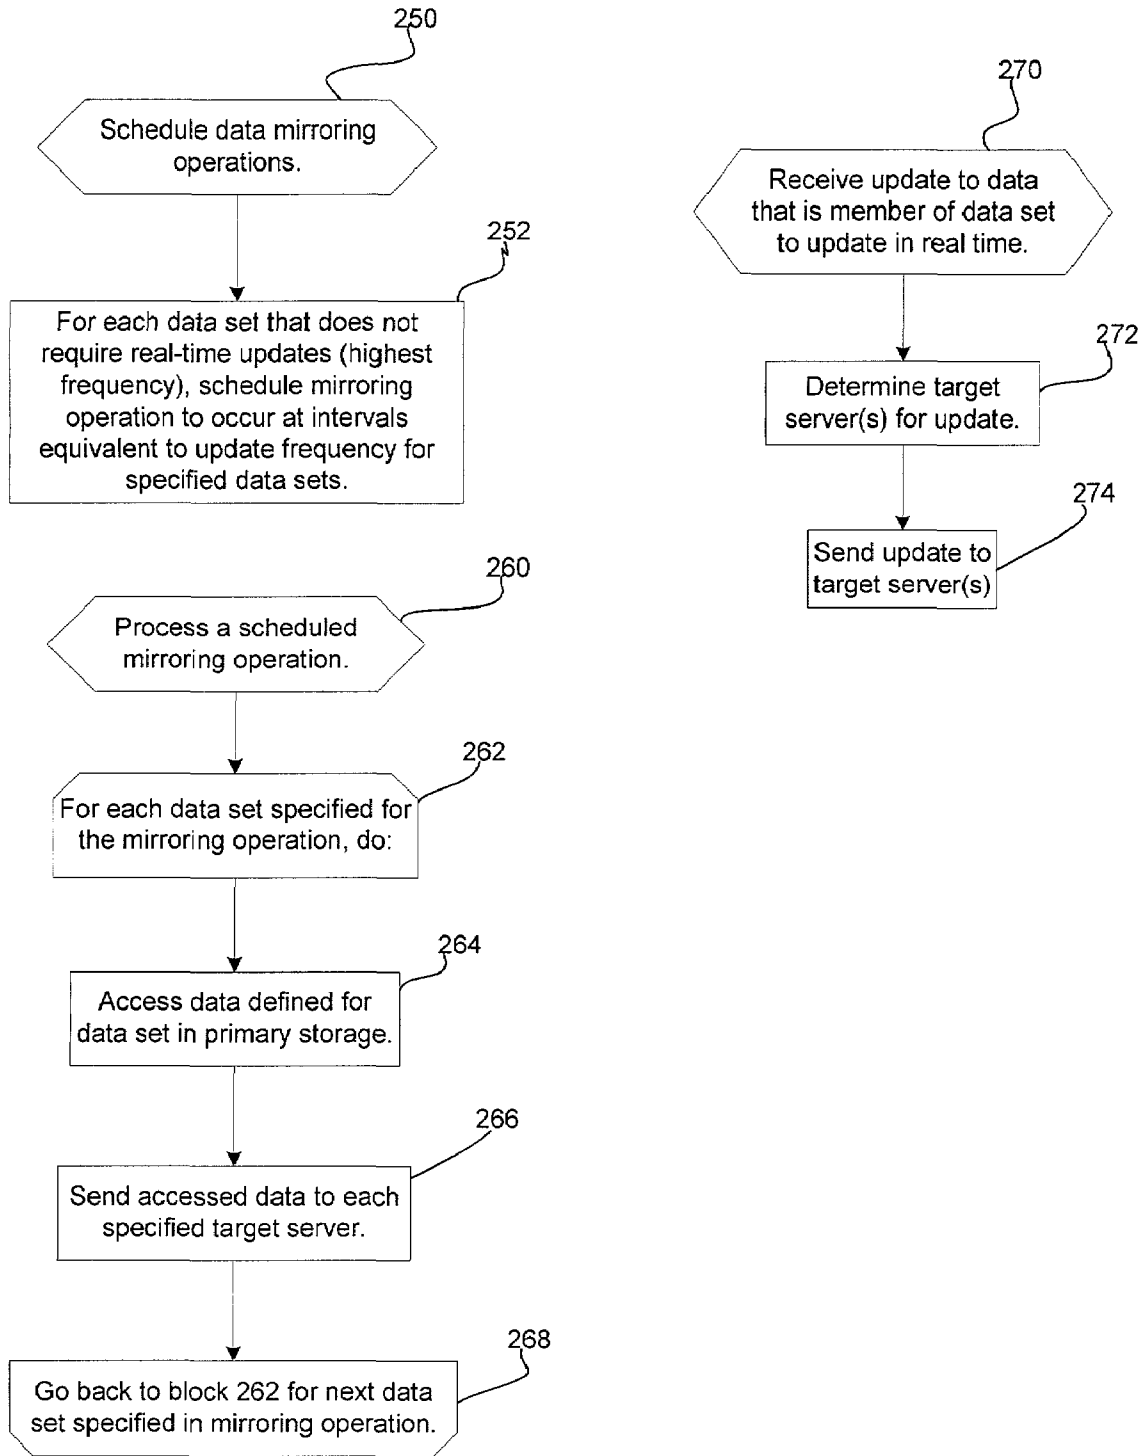 250
Schedule data mirroring
operations.
252
For each data set that does not
require real-time updates (highest
frequency), schedule mirroring
operation to occur at intervals
equivalent to update frequency for
specified data sets.
260
Process a scheduled
mirroring operation.
262
For each data set specified for
the mirroring operation, do:
264
Access data defined for
data set in primary storage.
266
Send accessed data to each
specified target server.
268
Go back to block 262 for next data
set specified in mirroring operation.
270
Receive update to data
that is member of data set
to update in real time.
272
Determine target
server(s) for update.
274
Send update to
target server(s)